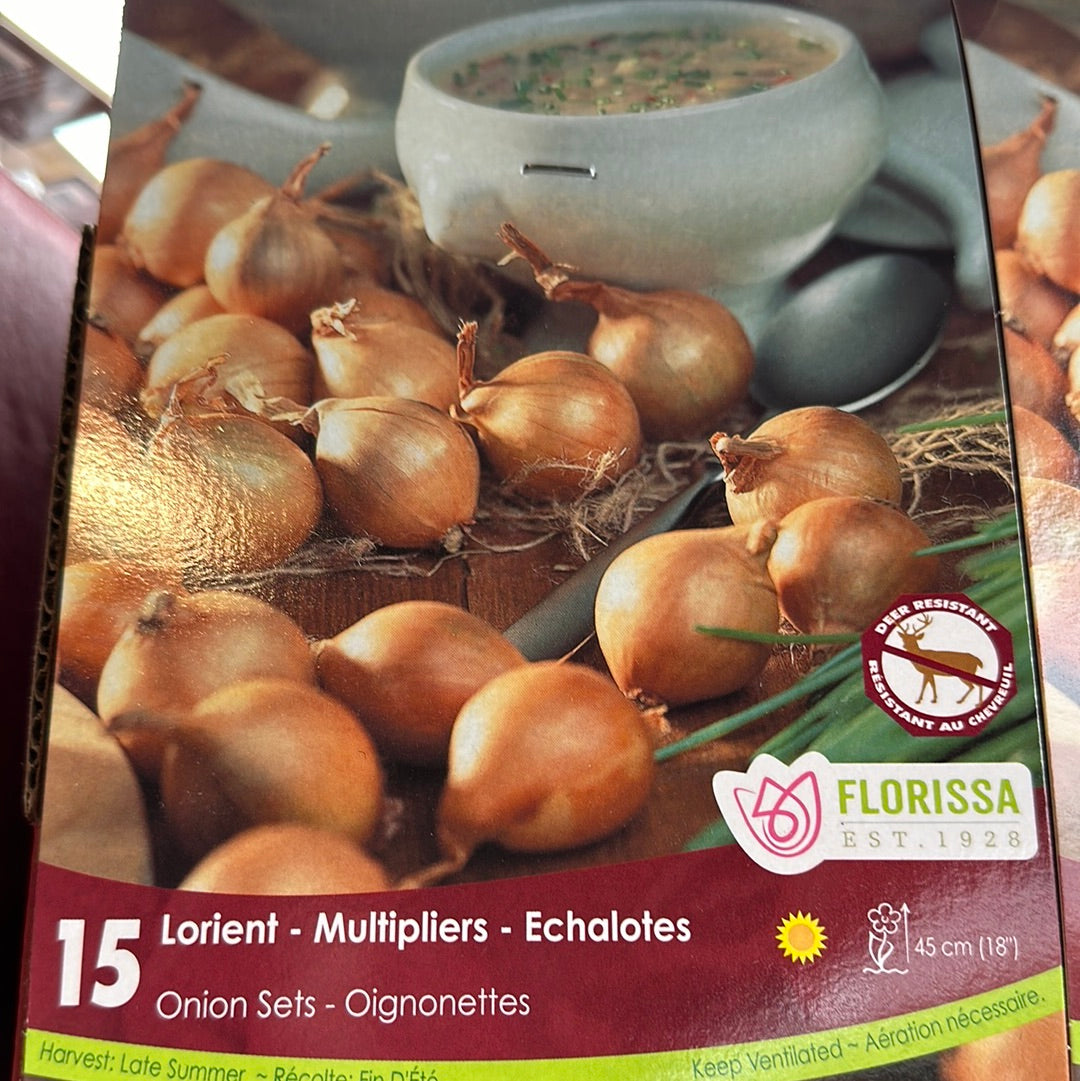 DEER RESISTANT
RÉSISTANT AU CHEVREUIL
FLORISSA
EST. 1928
15
Lorient - Multipliers - Echalotes
45 cm (18")
Onion Sets - Oignonettes
Harvest: Late Summer ~ Récolte: Fin D'Été
Keep Ventilated ~ Aération nécessaire.